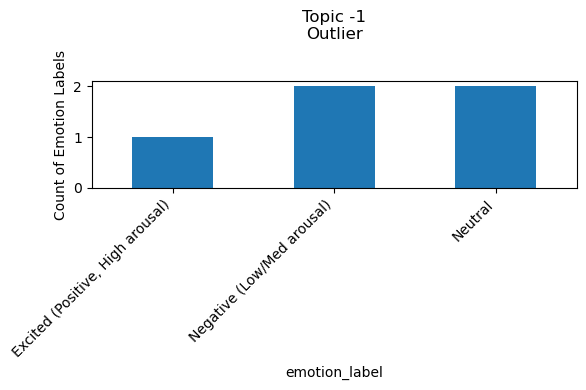 Topic -1
Outlier
Count of Emotion Labels
2
1
0
Excited (Positive, High arousal)
Negative (Low/Med arousal)
Neutral
emotion_label